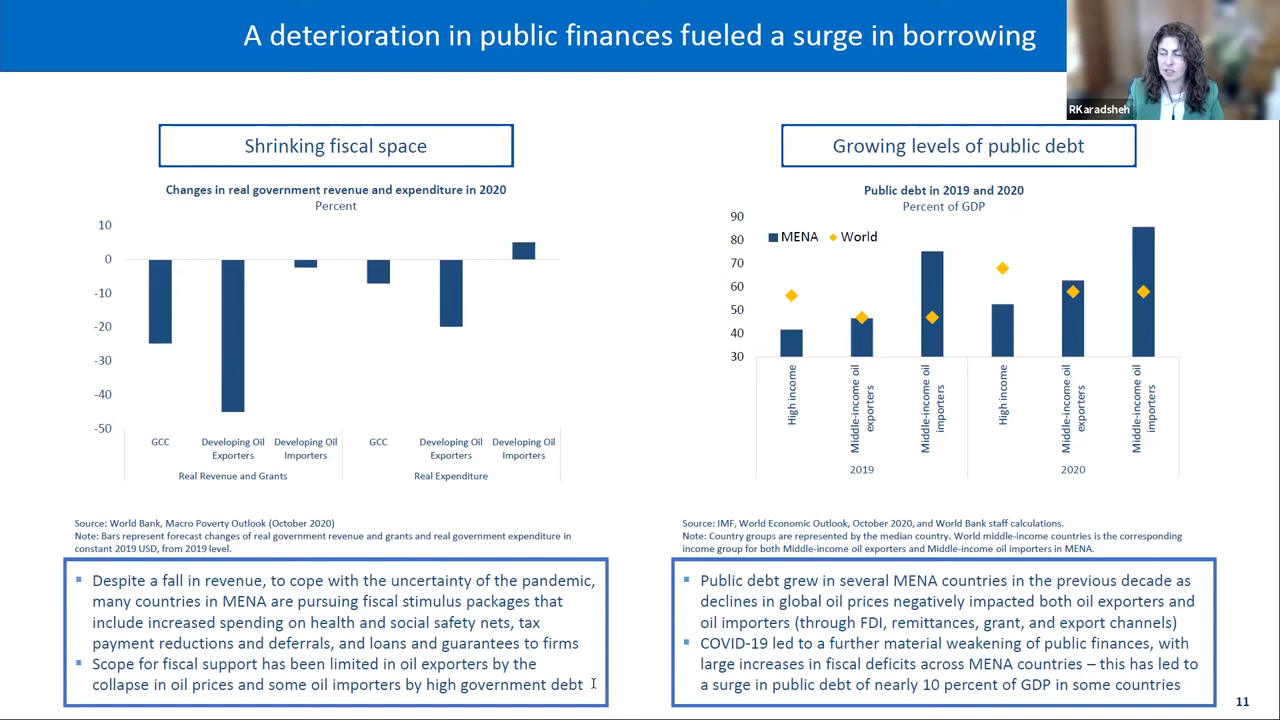 A deterioration in public finances fueled a surge in borrowing
RKaradsheh
Shrinking fiscal space
Changes in real government revenue and expenditure in 2020
Percent
10
0
-10
-20
-30
-40
-50
GCC
Developing Oil
Exporters
Developing Oil
Importers
GCC
Developing Oil
Exporters
Developing Oil
Importers
Real Revenue and Grants
Real Expenditure
Source: World Bank, Macro Poverty Outlook (October 2020)
Note: Bars represent forecast changes of real government revenue and grants and real government expenditure in
constant 2019 USD, from 2019 level.
Despite a fall in revenue, to cope with the uncertainty of the pandemic,
many countries in MENA are pursuing fiscal stimulus packages that
include increased spending on health and social safety nets, tax
payment reductions and deferrals, and loans and guarantees to firms
Scope for fiscal support has been limited in oil exporters by the
collapse in oil prices and some oil importers by high government debt
Growing levels of public debt
Public debt in 2019 and 2020
Percent of GDP
90
80
70
60
50
40
30
MENA
World
High income
Middle-income oil
exporters
Middle-income oil
importers
High income
Middle-income oil
exporters
Middle-income oil
importers
2019
2020
Source: IMF, World Economic Outlook, October 2020, and World Bank staff calculations.
Note: Country groups are represented by the median country. World middle-income countries is the corresponding
income group for both Middle-income oil exporters and Middle-income oil importers in MENA.
Public debt grew in several MENA countries in the previous decade as
declines in global oil prices negatively impacted both oil exporters and
oil importers (through FDI, remittances, grant, and export channels)
COVID-19 led to a further material weakening of public finances, with
large increases in fiscal deficits across MENA countries – this has led to
a surge in public debt of nearly 10 percent of GDP in some countries
11